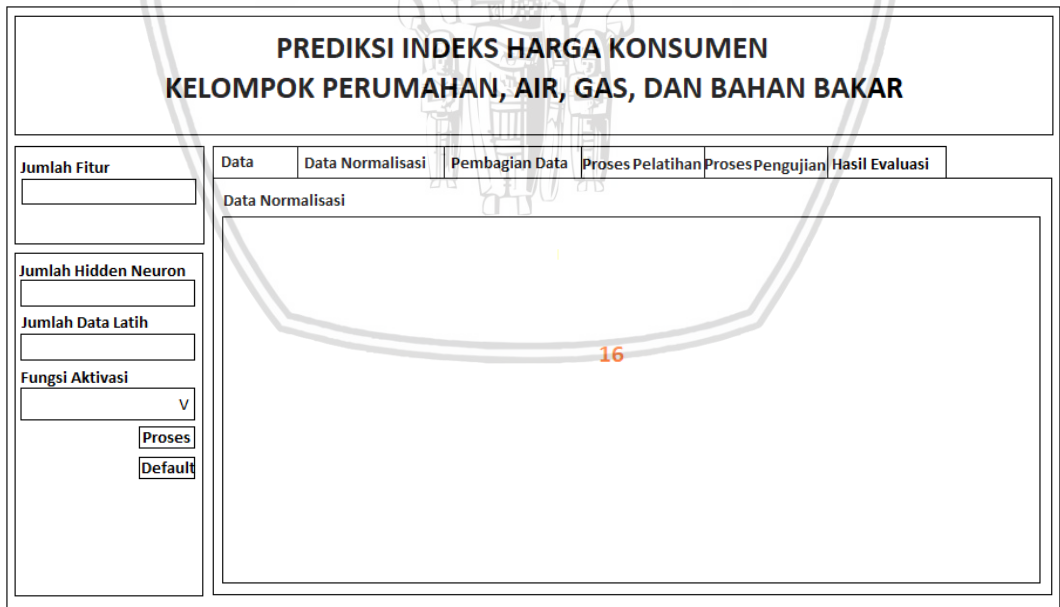 PREDIKSI INDEKS HARGA KONSUMEN
KELOMPOK PERUMAHAN, AIR, GAS, DAN BAHAN BAKAR
Jumlah Fitur
Jumlah Hidden Neuron
Jumlah Data Latih
Fungsi Aktivasi
V
Proses
Default
Data Data Normalisasi Pembagian Data Proses Pelatihan Proses Pengujian Hasil Evaluasi
Data Normalisasi
16